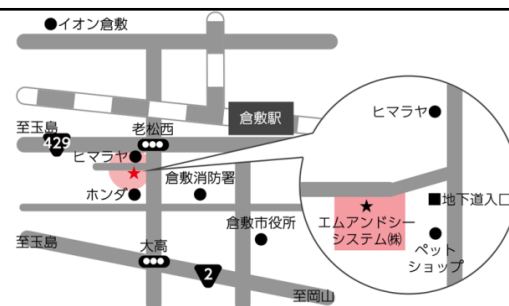 イオン倉敷
倉敷駅
至玉島
429
老松西
ヒマラヤ
ホンダ
倉敷消防署
倉敷市役所
至玉島
大高
2
至岡山
ヒマラヤ
エムアンドシー
システム㈱
地下道入口
ペット
ショップ